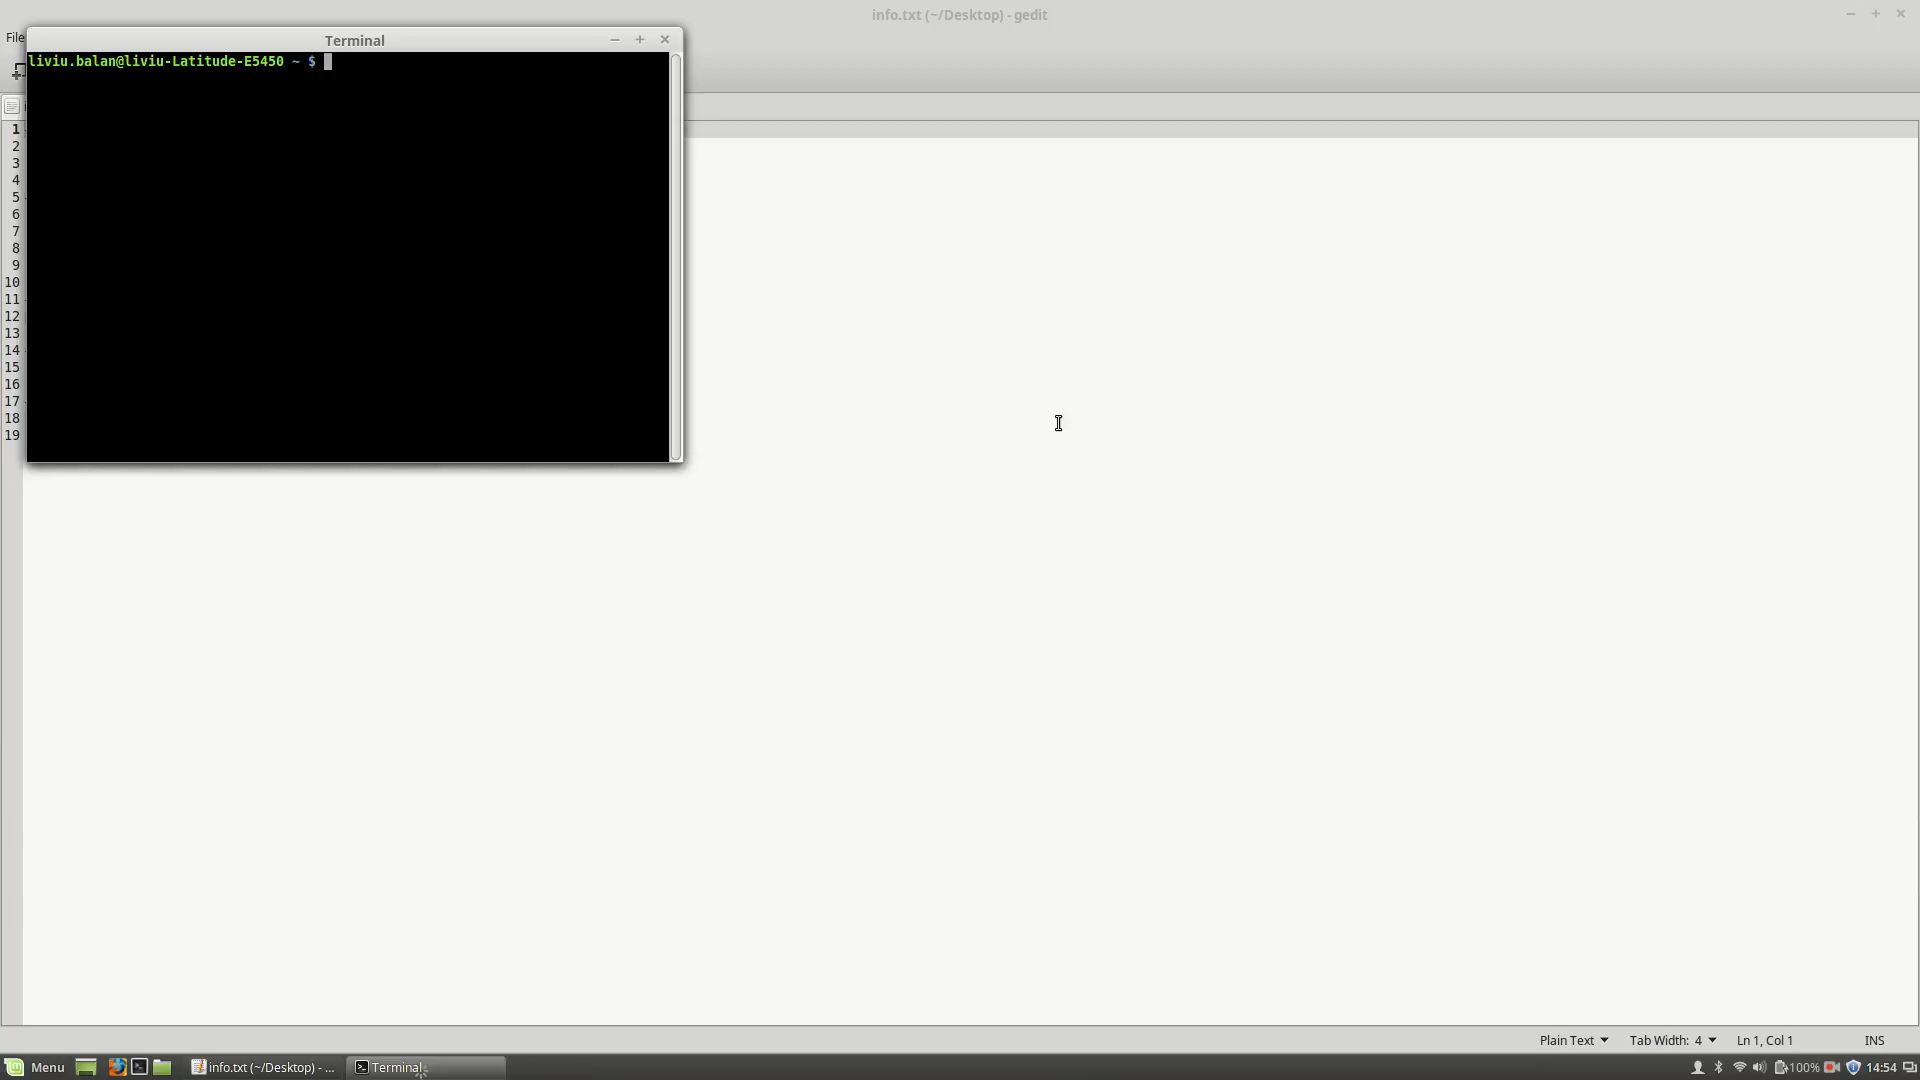 info.txt (~/Desktop) - gedit
File
Terminal
liviu.balan@liviu-Latitude-E5450 ~ $
1
2
3
4
5
6
7
8
9
10
11
12
13
14
15
16
17
18
19
Plain Text
Tab Width: 4
Ln 1, Col 1
INS
Menu
info.txt (~/Desktop) - ...
Terminal
100%
14:54